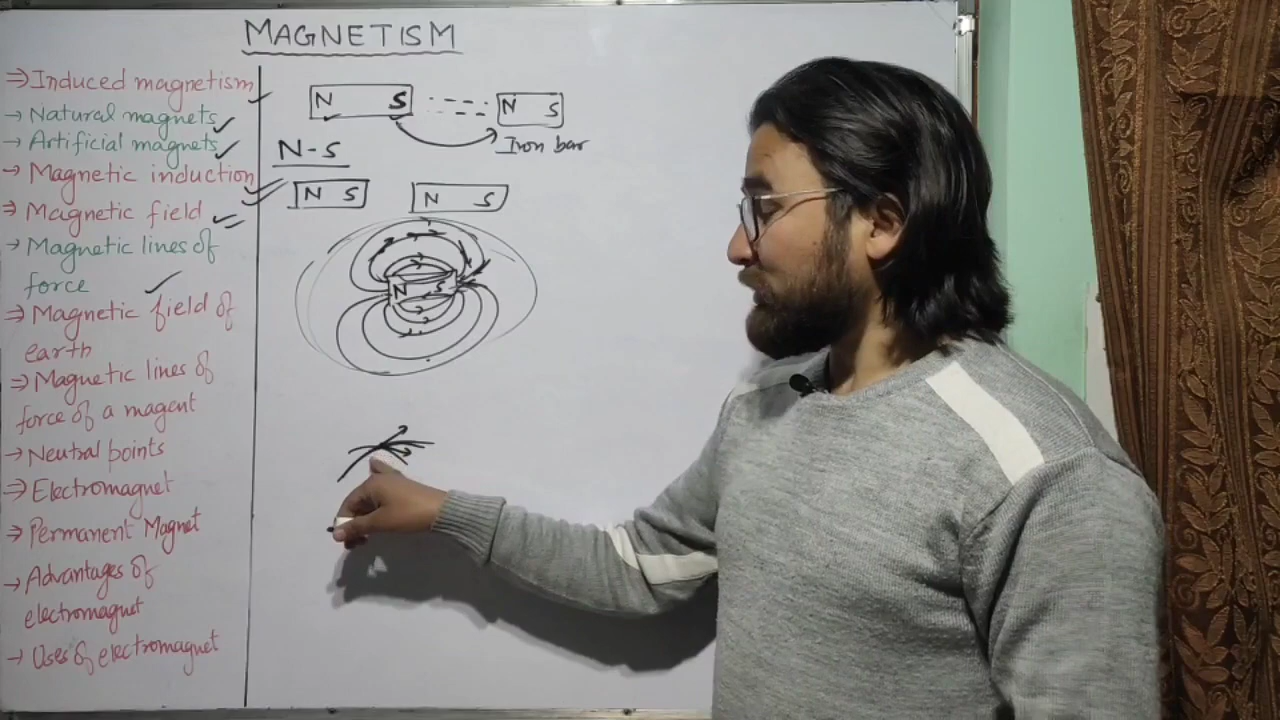 MAGNETISM
⇒ Induced magnetism
→ Natural magnets
→ Artificial magnets
→ Magnetic induction
⇒ Magnetic field
→ Magnetic lines of
force
⇒ Magnetic field of
earth
⇒ Magnetic lines of
force of a magent
→ Neutral points
⇒ Electromagnet
⇒ Permanent Magnet
→ Advantages of
electromagnet
→ Uses of electromagnet
N S N S
Iron bar
N-S
N S N S
N S